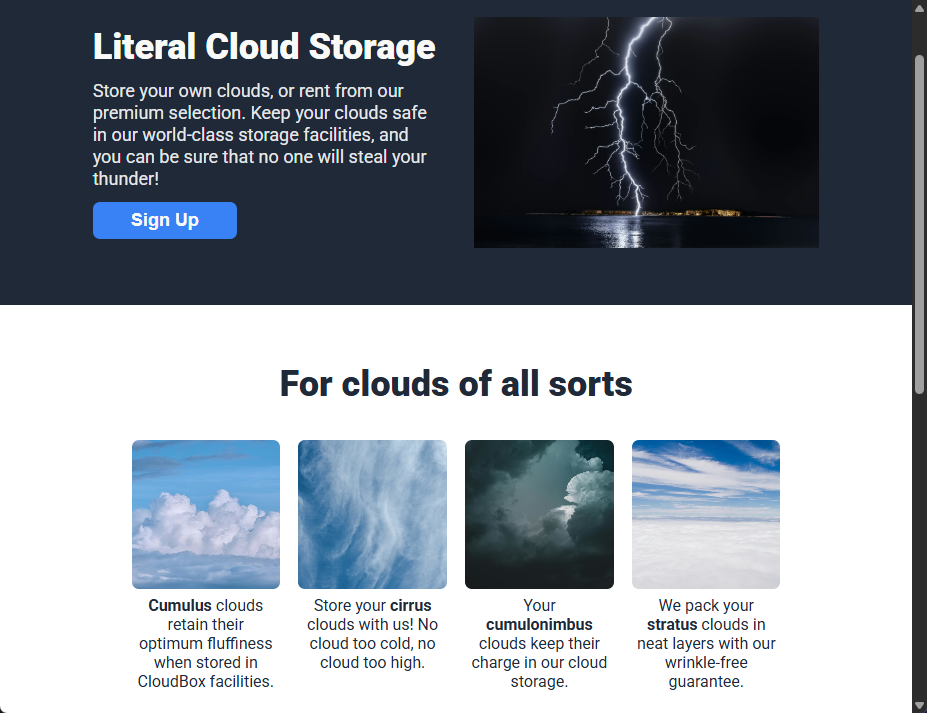 Literal Cloud Storage
Store your own clouds, or rent from our
premium selection. Keep your clouds safe
in our world-class storage facilities, and
you can be sure that no one will steal your
thunder!
Sign Up
For clouds of all sorts
Cumulus clouds
retain their
optimum fluffiness
when stored in
CloudBox facilities.
Store your cirrus
clouds with us! No
cloud too cold, no
cloud too high.
Your
cumulonimbus
clouds keep their
charge in our cloud
storage.
We pack your
stratus clouds in
neat layers with our
wrinkle-free
guarantee.